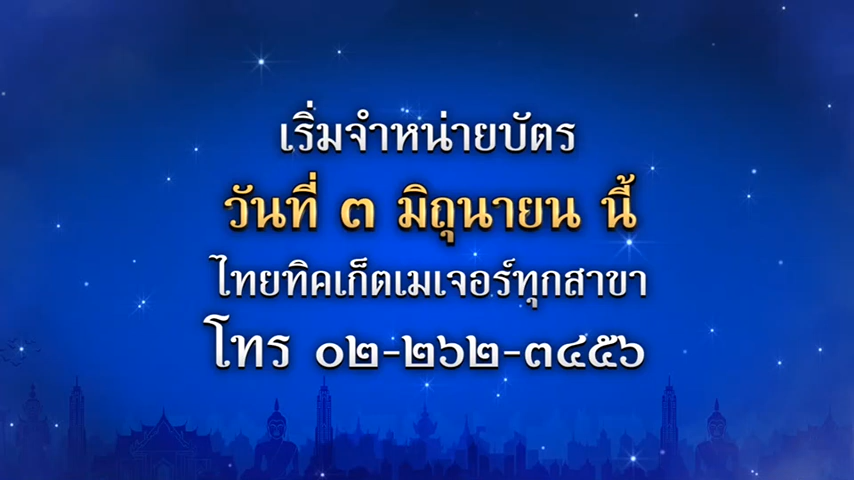 เริ่มจำหน่ายบัตร
วันที่ ๓ มิถุนายน นี้
ไทยทิคเก็ตเมเจอร์ทุกสาขา
โทร ๐๒-๒๖๒-๓๔๕๖